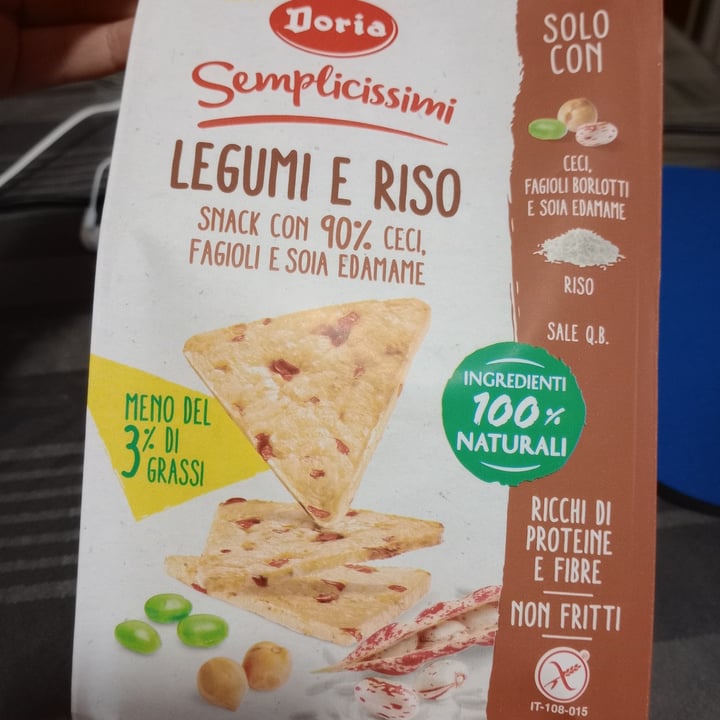 Doria
Semplicissimi
LEGUMI E RISO
SNACK CON 90% CECI,
FAGIOLI E SOIA EDAMAME
MENO DEL
3% DI
GRASSI
SOLO
CON
CECI,
FAGIOLI BORLOTTI
E SOIA EDAMAME
RISO
SALE Q.B.
INGREDIENTI
100%
NATURALI
RICCHI DI
PROTEINE
E FIBRE
NON FRITTI
IT-108-015